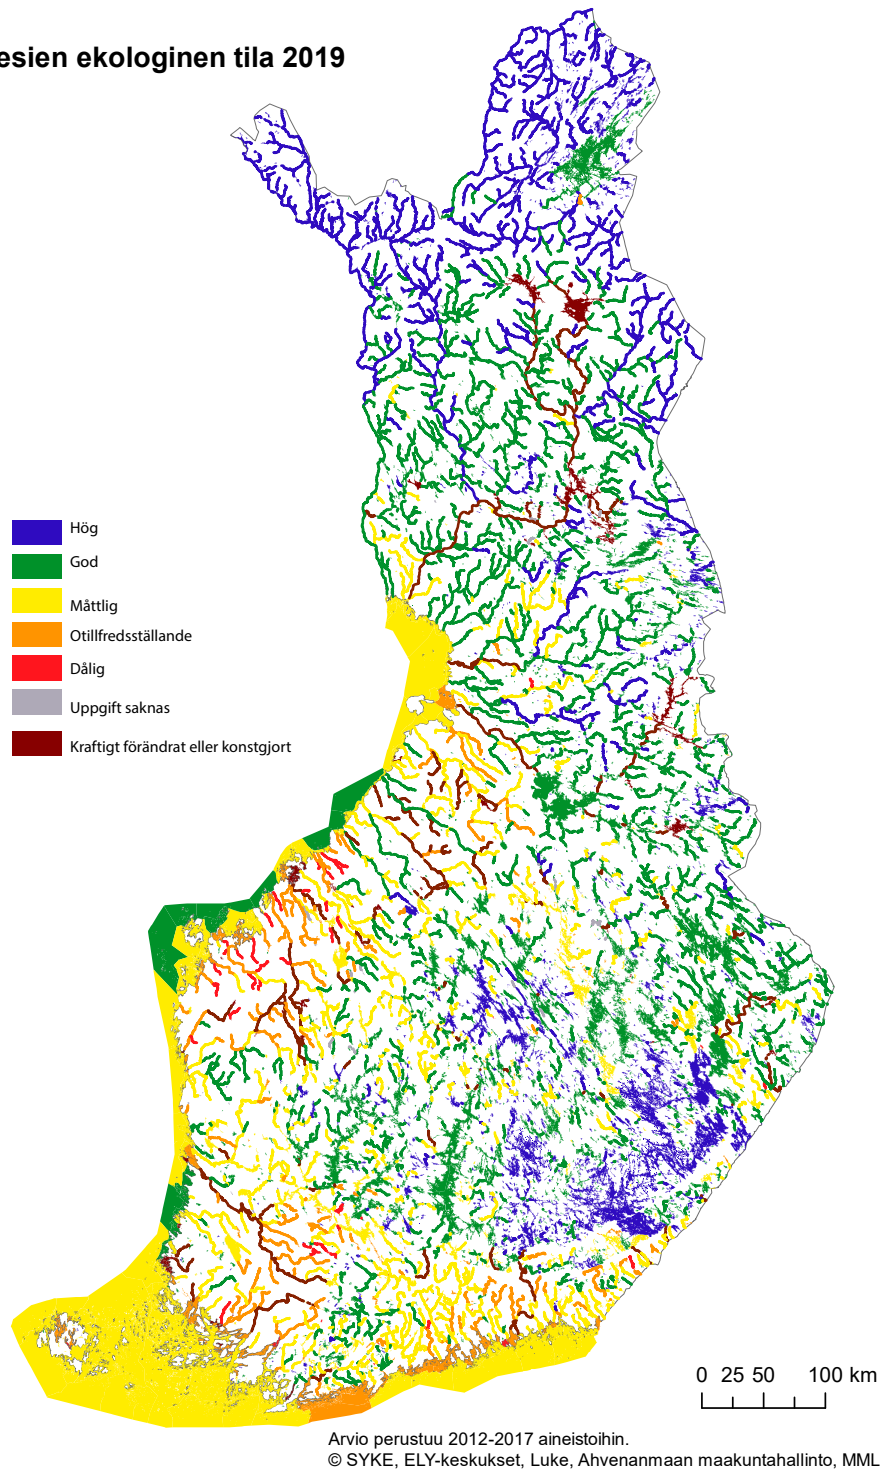 esien ekologinen tila 2019
Hög
God
Måttlig
Otillfredsställande
Dålig
Uppgift saknas
Kraftigt förändrat eller konstgjort
0 25 50 100 km
Arvio perustuu 2012-2017 aineistoihin.
© SYKE, ELY-keskukset, Luke, Ahvenanmaan maakuntahallinto, MML